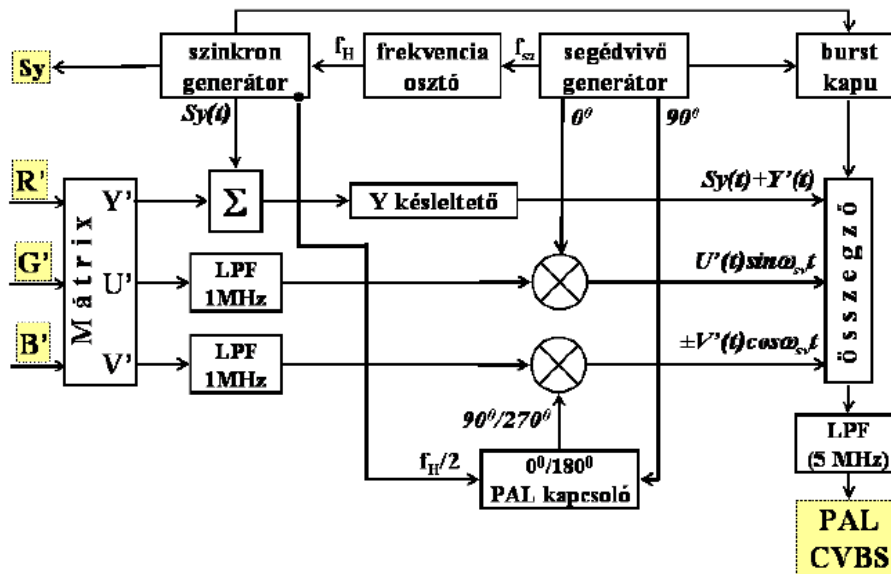 Sy
szinkron
generátor
f_H
frekvencia
osztó
f_sz
segédvivő
generátor
burst
kapu
Sy(t)
0⁰
90⁰
R'
G'
B'
Mátrix
Y'
U'
V'
Σ
Y késleltető
Sy(t)+Y'(t)
LPF
1MHz
U'(t)sinω_sv t
LPF
1MHz
±V'(t)cosω_sv t
összegző
90⁰/270⁰
f_H/2
0⁰/180⁰
PAL kapcsoló
LPF
(5 MHz)
PAL
CVBS